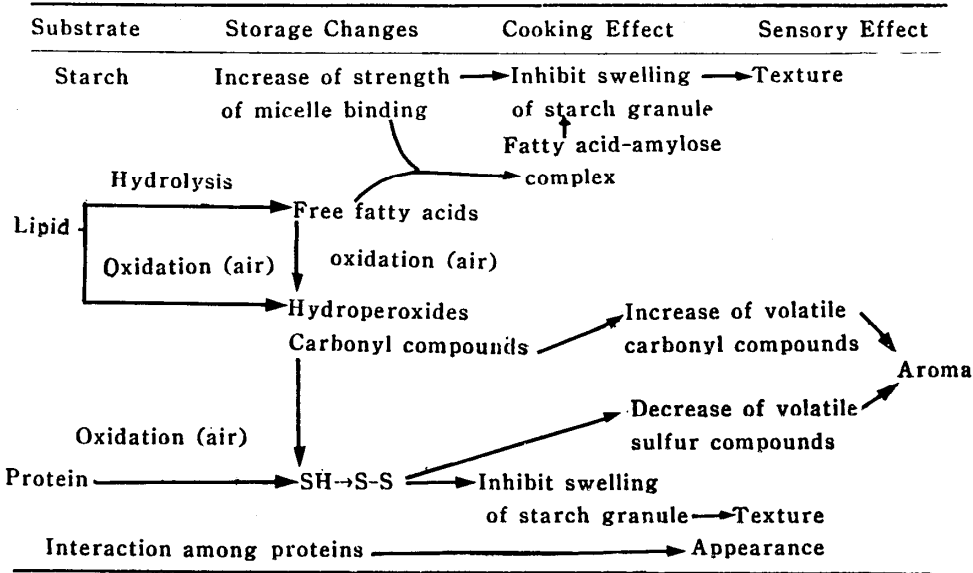 Substrate Storage Changes Cooking Effect Sensory Effect
Starch Increase of strength → Inhibit swelling → Texture
of micelle binding of starch granule
Fatty acid-amylose
complex
Hydrolysis
Free fatty acids
Lipid
Oxidation (air) oxidation (air)
Hydroperoxides Increase of volatile
Carbonyl compounds carbonyl compounds
Aroma
Decrease of volatile
Oxidation (air) sulfur compounds
Protein SH→S-S Inhibit swelling
of starch granule → Texture
Interaction among proteins Appearance